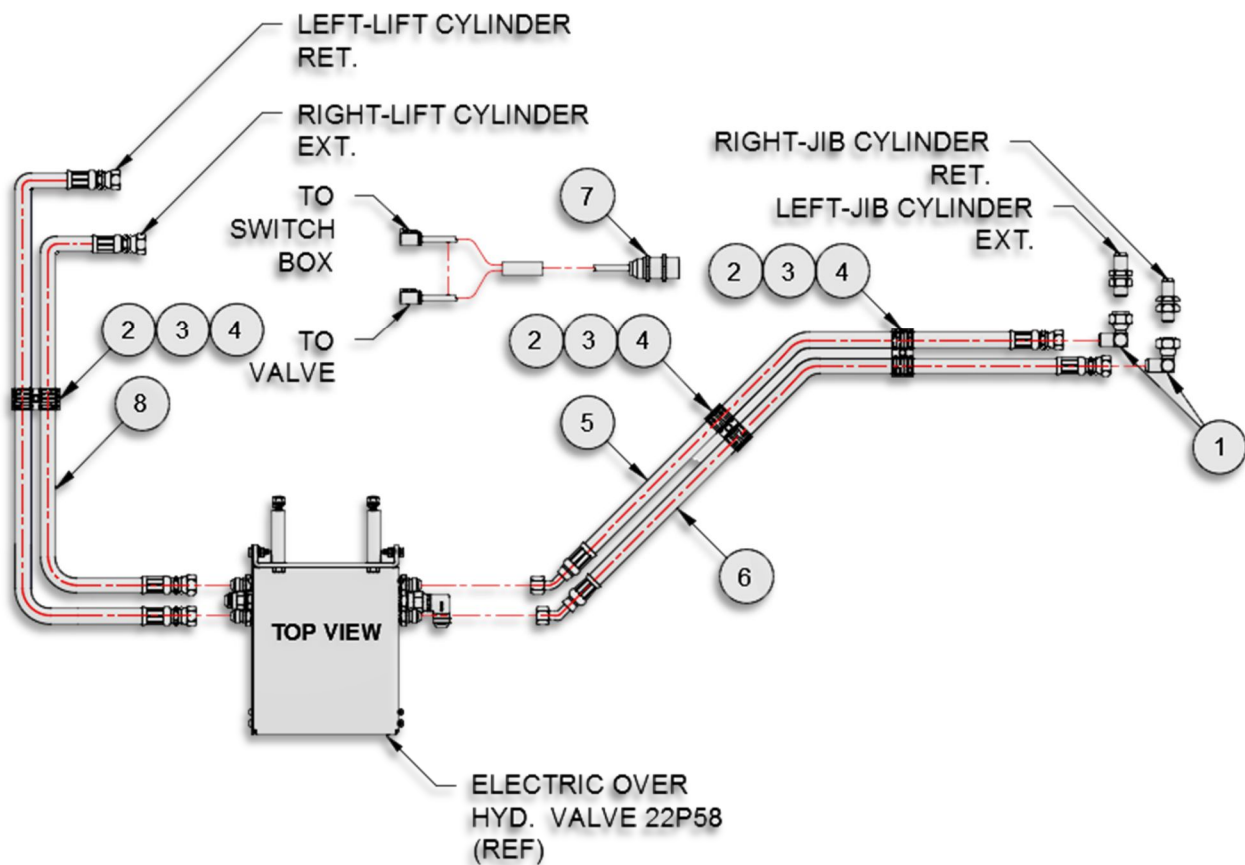 LEFT-LIFT CYLINDER
RET.
RIGHT-LIFT CYLINDER
EXT.
RIGHT-JIB CYLINDER
RET.
LEFT-JIB CYLINDER
EXT.
TO
SWITCH
BOX
7
TO
VALVE
2 3 4
2 3 4
2 3 4
8
5
1
6
TOP VIEW
ELECTRIC OVER
HYD. VALVE 22P58
(REF)